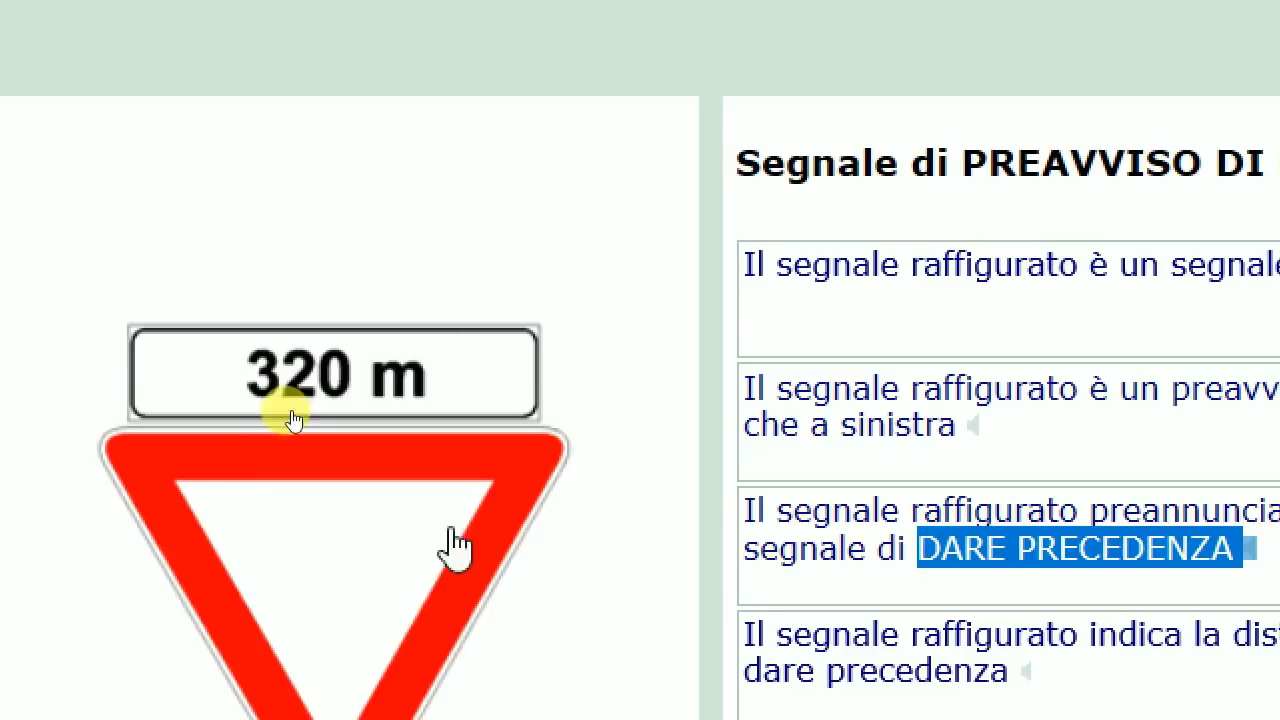 320 m
Segnale di PREAVVISO DI
Il segnale raffigurato è un segnale
Il segnale raffigurato è un preavv
che a sinistra
Il segnale raffigurato preannuncia
segnale di DARE PRECEDENZA
Il segnale raffigurato indica la dis
dare precedenza